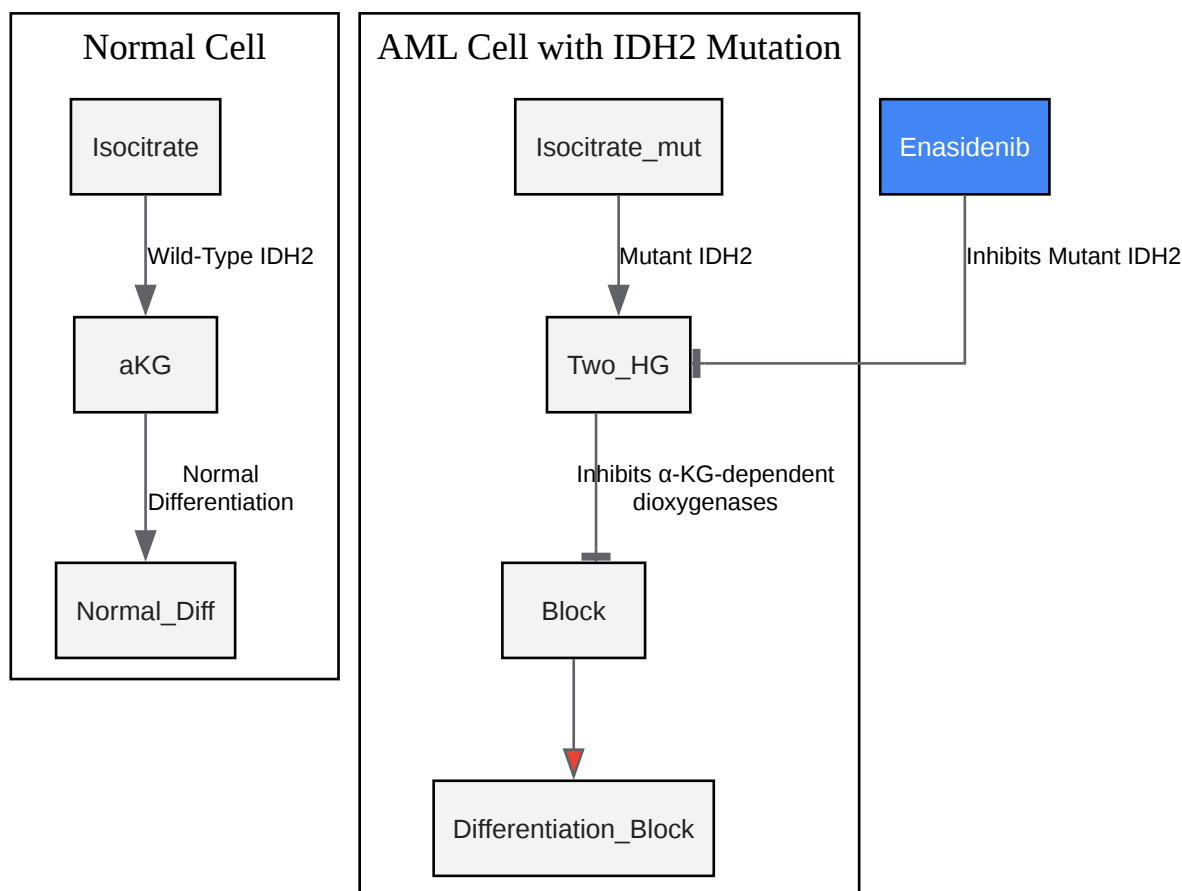 Normal Cell
Isocitrate
Wild-Type IDH2
aKG
Normal
Differentiation
Normal_Diff
AML Cell with IDH2 Mutation
Isocitrate_mut
Mutant IDH2
Two_HG
Inhibits α-KG-dependent
dioxygenases
Block
Differentiation_Block
Enasidenib
Inhibits Mutant IDH2